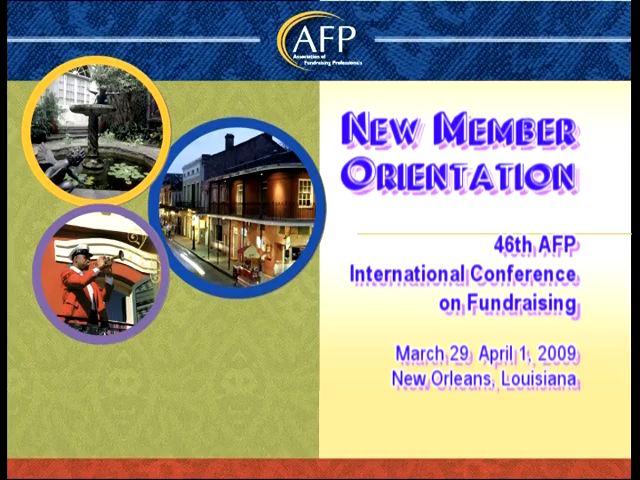 AFP
Association of
Fundraising Professionals
NEW MEMBER
ORIENTATION
46th AFP
International Conference
on Fundraising
March 29 April 1, 2009
New Orleans, Louisiana